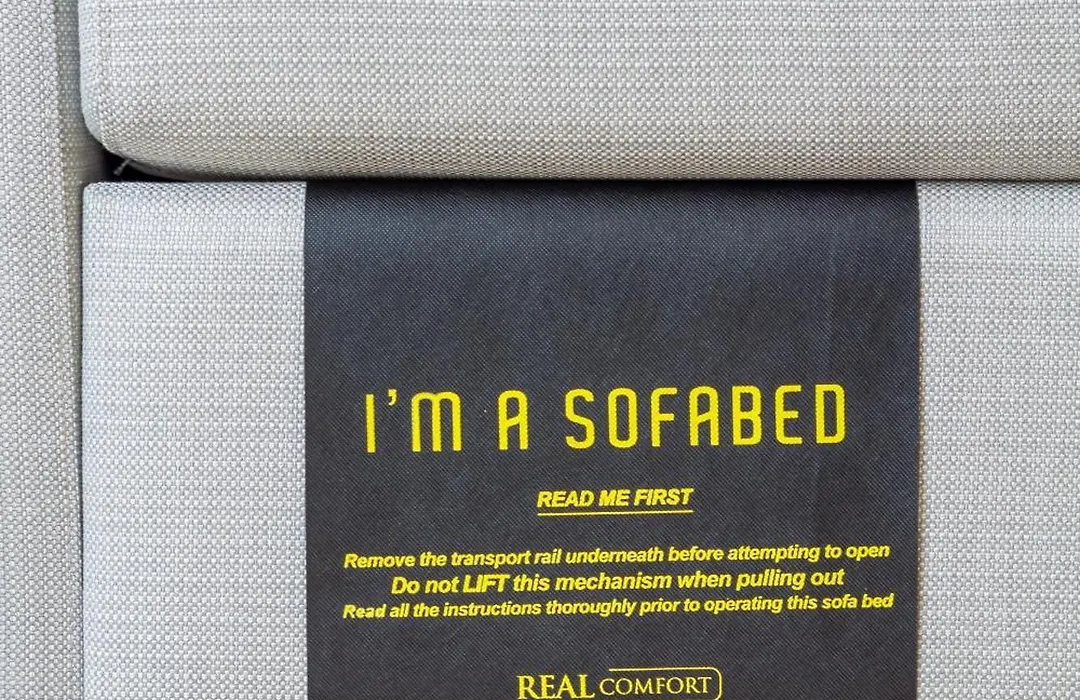 I'M A SOFABED
READ ME FIRST
Remove the transport rail underneath before attempting to open
Do not LIFT this mechanism when pulling out
Read all the instructions thoroughly prior to operating this sofa bed
REAL COMFORT